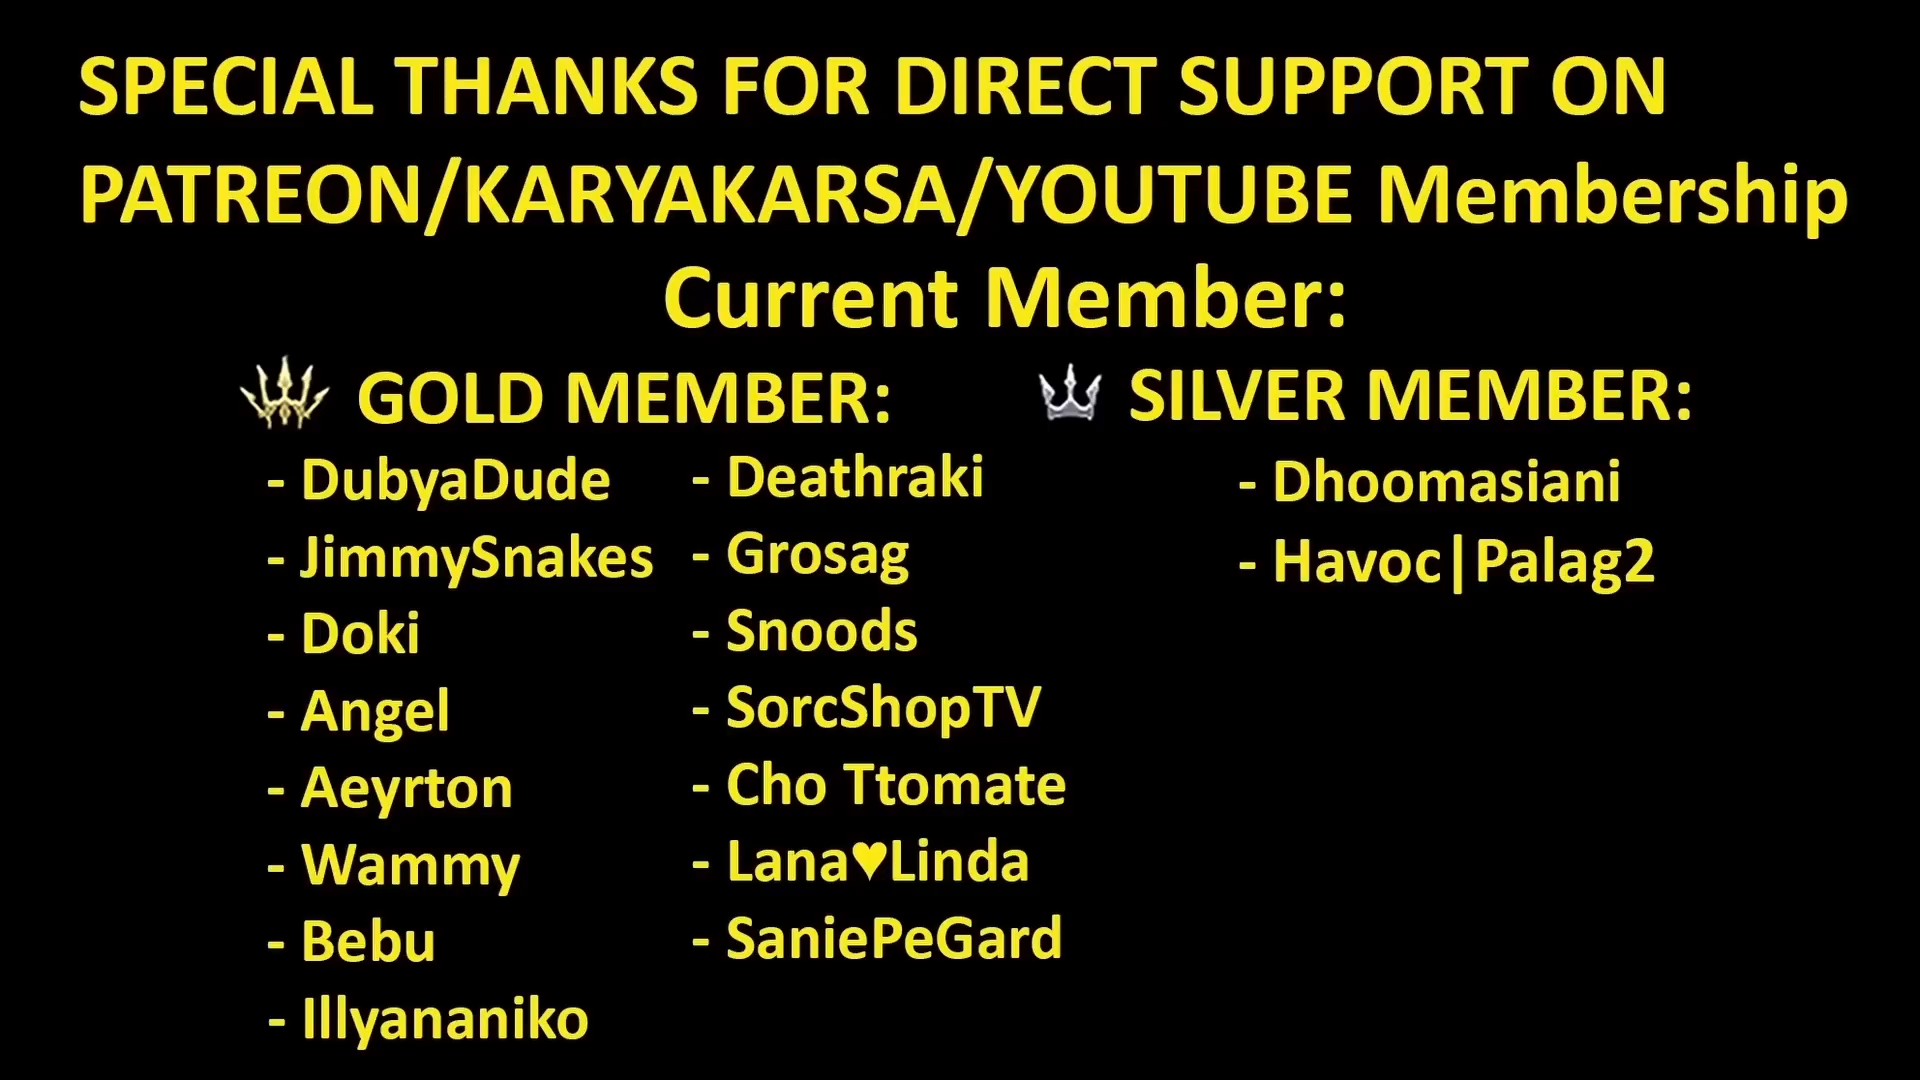 SPECIAL THANKS FOR DIRECT SUPPORT ON
PATREON/KARYAKARSA/YOUTUBE Membership
Current Member:
GOLD MEMBER:
- DubyaDude
- JimmySnakes
- Doki
- Angel
- Aeyrton
- Wammy
- Bebu
- Illyananiko
- Deathraki
- Grosag
- Snoods
- SorcShopTV
- Cho Ttomate
- Lana♥Linda
- SaniePeGard
SILVER MEMBER:
- Dhoomasiani
- Havoc|Palag2